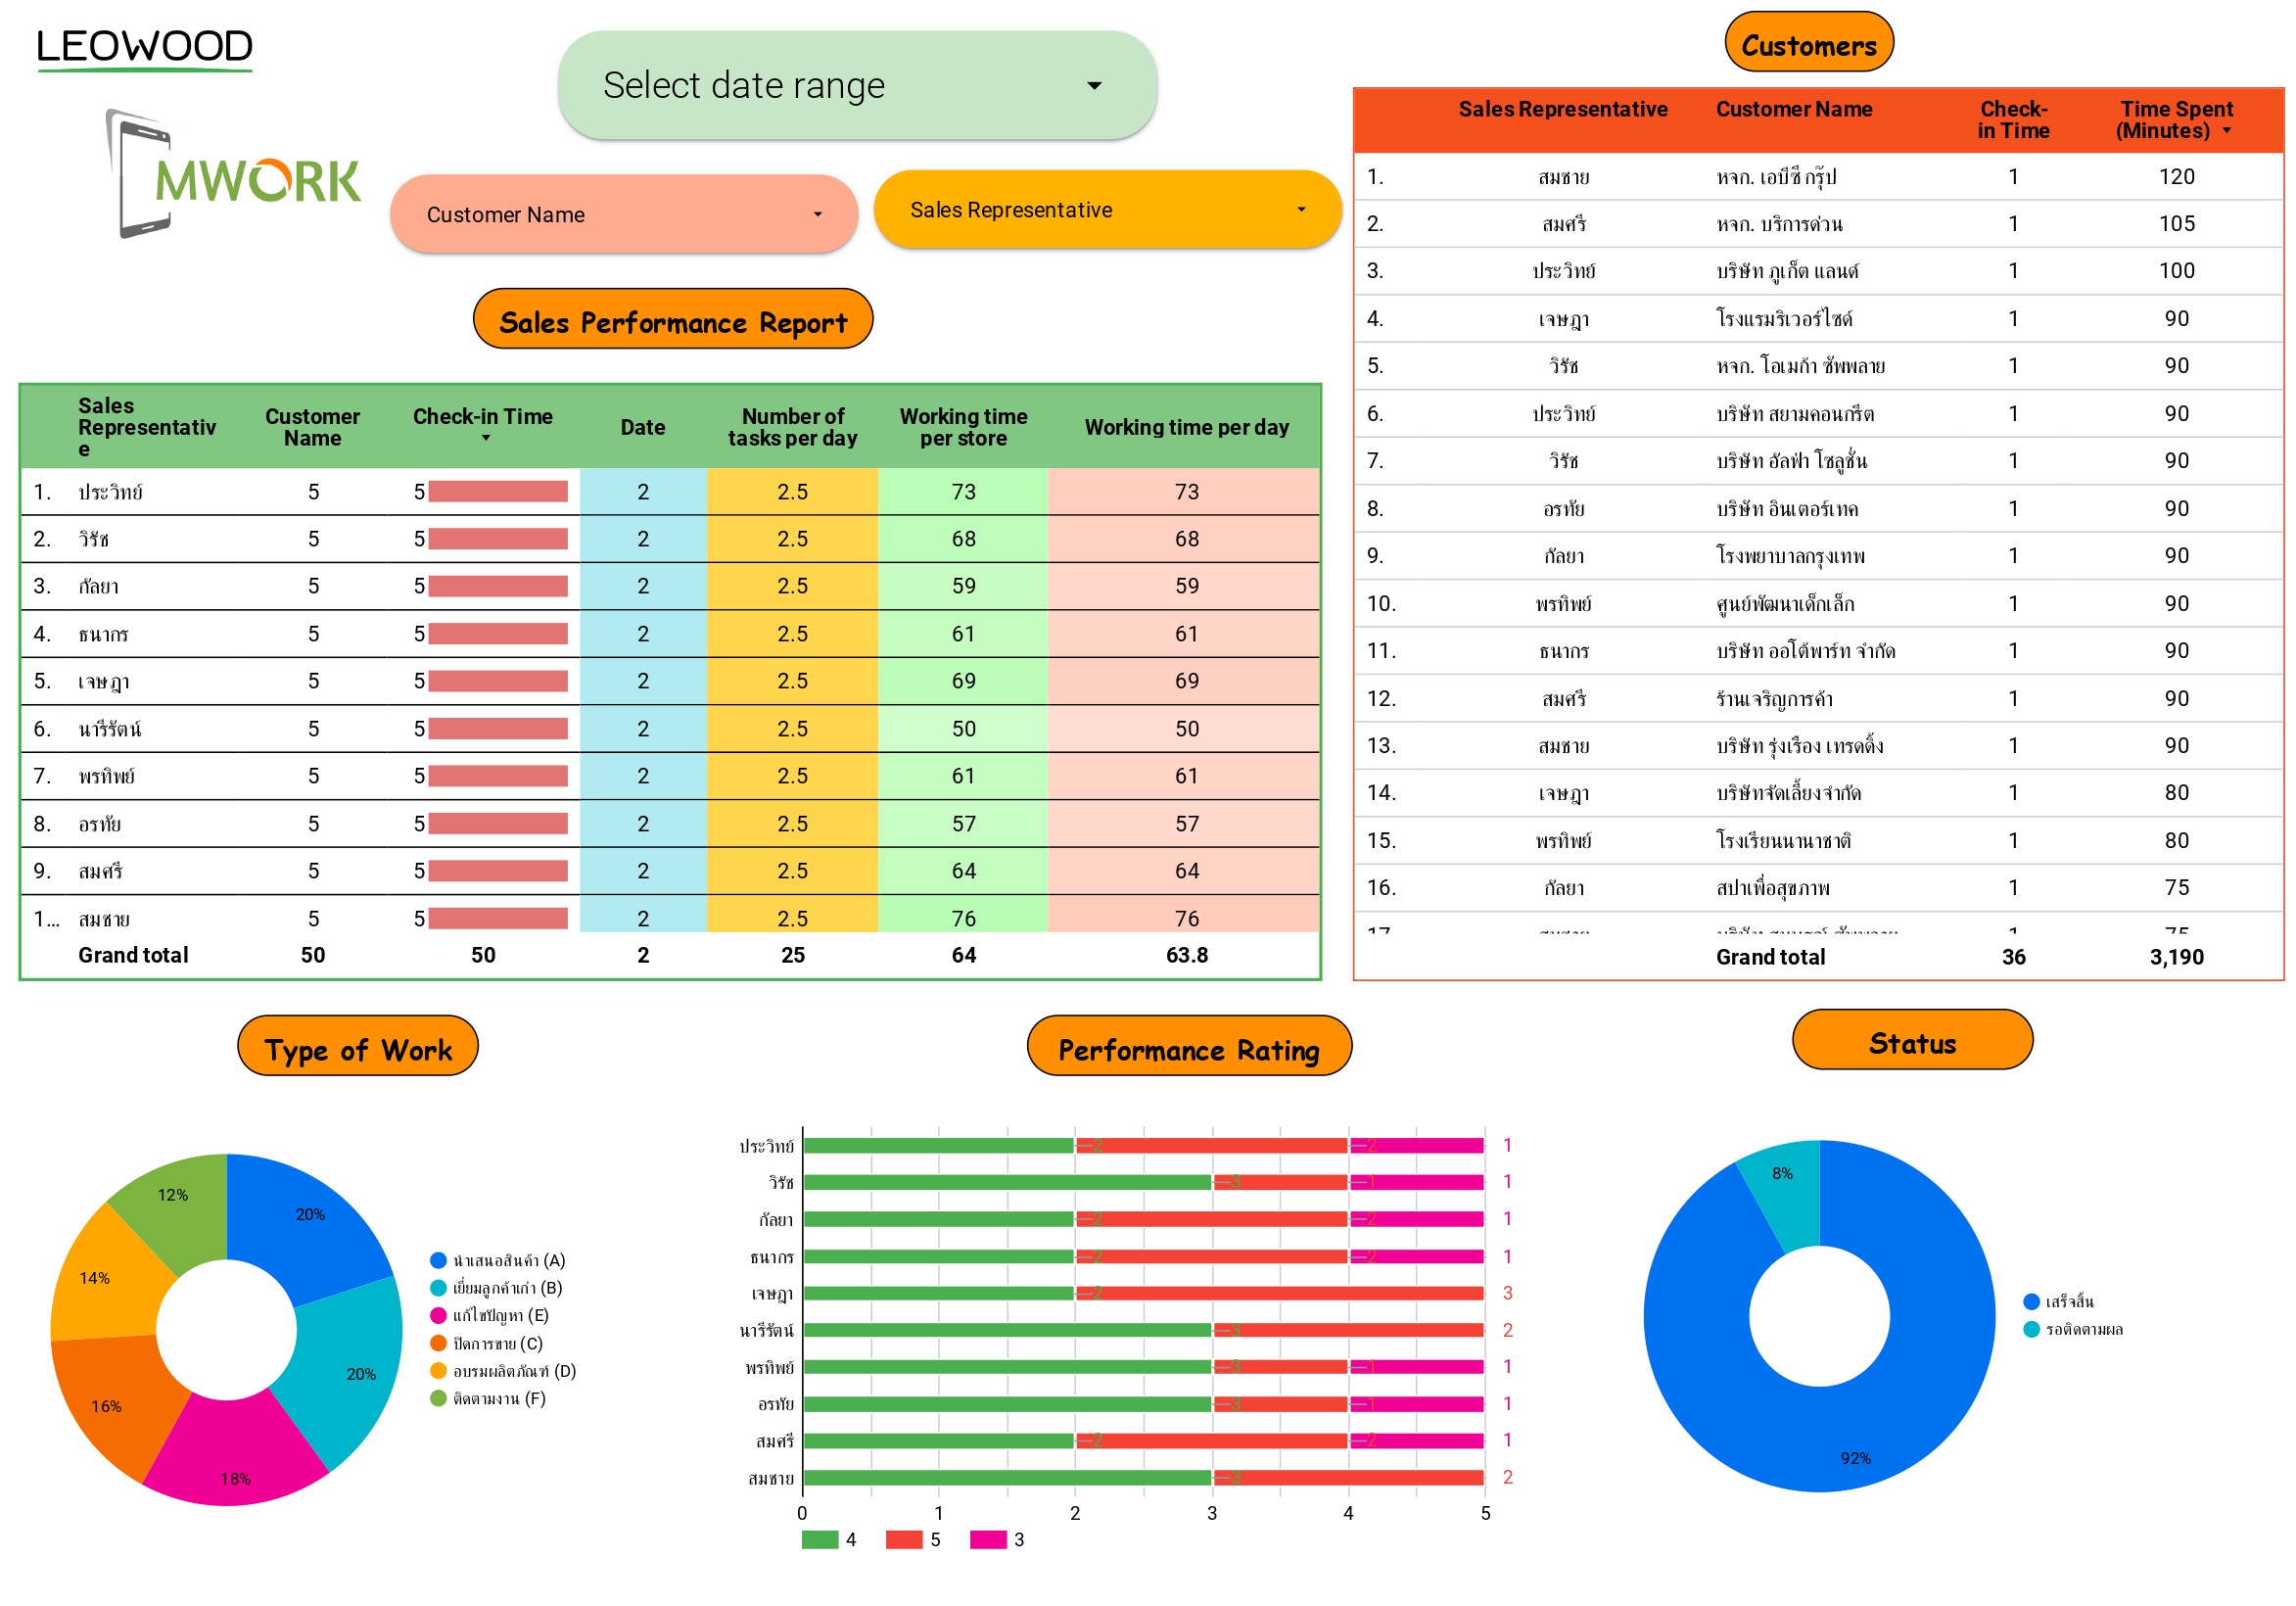 LEOWOOD
MWORK
Select date range
Customer Name
Sales Representative
Sales Performance Report
Sales Representative Customer Name Check-in Time Date Number of tasks per day Working time per store Working time per day
1. ประวิทย์ 5 5 2 2.5 73 73
2. วิรัช 5 5 2 2.5 68 68
3. กัลยา 5 5 2 2.5 59 59
4. ธนากร 5 5 2 2.5 61 61
5. เจษฎา 5 5 2 2.5 69 69
6. นารีรัตน์ 5 5 2 2.5 50 50
7. พรทิพย์ 5 5 2 2.5 61 61
8. อรทัย 5 5 2 2.5 57 57
9. สมศรี 5 5 2 2.5 64 64
1... สมชาย 5 5 2 2.5 76 76
Grand total 50 50 2 25 64 63.8
Customers
Sales Representative Customer Name Check-in Time Time Spent (Minutes)
1. สมชาย หจก. เอบีซี กรุ๊ป 1 120
2. สมศรี หจก. บริการด่วน 1 105
3. ประวิทย์ บริษัท ภูเก็ต แลนด์ 1 100
4. เจษฎา โรงแรมริเวอร์ไซด์ 1 90
5. วิรัช หจก. โอเมก้า ซัพพลาย 1 90
6. ประวิทย์ บริษัท สยามคอนกรีต 1 90
7. วิรัช บริษัท อัลฟ่า โซลูชั่น 1 90
8. อรทัย บริษัท อินเตอร์เทค 1 90
9. กัลยา โรงพยาบาลกรุงเทพ 1 90
10. พรทิพย์ ศูนย์พัฒนาเด็กเล็ก 1 90
11. ธนากร บริษัท ออโต้พาร์ท จำกัด 1 90
12. สมศรี ร้านเจริญการค้า 1 90
13. สมชาย บริษัท รุ่งเรือง เทรดดิ้ง 1 90
14. เจษฎา บริษัทจัดเลี้ยงจำกัด 1 80
15. พรทิพย์ โรงเรียนนานาชาติ 1 80
16. กัลยา สปาเพื่อสุขภาพ 1 75
Grand total 36 3,190
Type of Work
20%
20%
18%
16%
14%
12%
นำเสนอสินค้า (A)
เยี่ยมลูกค้าเก่า (B)
แก้ไขปัญหา (E)
ปิดการขาย (C)
อบรมผลิตภัณฑ์ (D)
ติดตามงาน (F)
Performance Rating
ประวิทย์ 2 2 1
วิรัช 3 1 1
กัลยา 2 2 1
ธนากร 2 2 1
เจษฎา 2 3
นารีรัตน์ 3 2
พรทิพย์ 3 1 1
อรทัย 3 1 1
สมศรี 2 2 1
สมชาย 3 2
0 1 2 3 4 5
4 5 3
Status
8%
92%
เสร็จสิ้น
รอติดตามผล